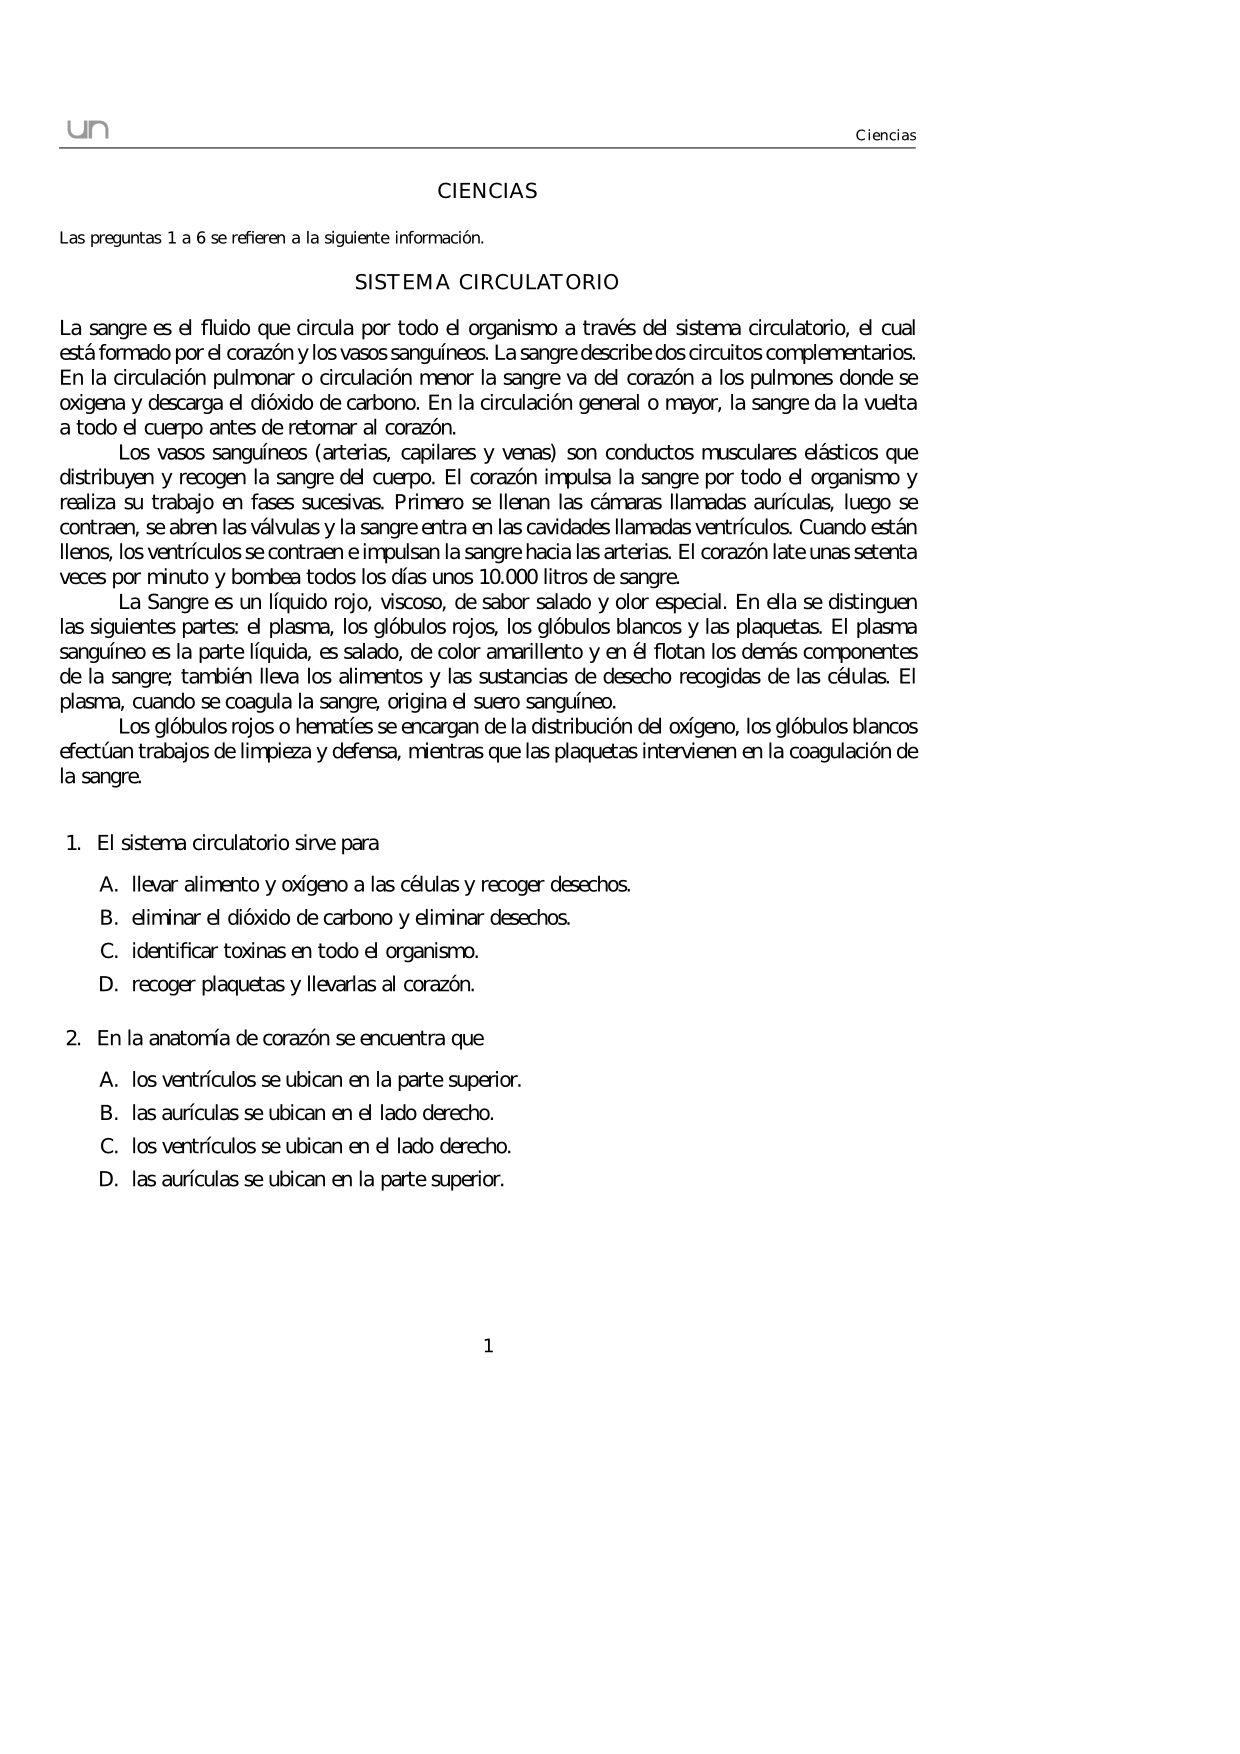 un
Ciencias
CIENCIAS
Las preguntas 1 a 6 se refieren a la siguiente información.
SISTEMA CIRCULATORIO
La sangre es el fluido que circula por todo el organismo a través del sistema circulatorio, el cual
está formado por el corazón y los vasos sanguíneos. La sangre describe dos circuitos complementarios.
En la circulación pulmonar o circulación menor la sangre va del corazón a los pulmones donde se
oxigena y descarga el dióxido de carbono. En la circulación general o mayor, la sangre da la vuelta
a todo el cuerpo antes de retornar al corazón.
Los vasos sanguíneos (arterias, capilares y venas) son conductos musculares elásticos que
distribuyen y recogen la sangre del cuerpo. El corazón impulsa la sangre por todo el organismo y
realiza su trabajo en fases sucesivas. Primero se llenan las cámaras llamadas aurículas, luego se
contraen, se abren las válvulas y la sangre entra en las cavidades llamadas ventrículos. Cuando están
llenos, los ventrículos se contraen e impulsan la sangre hacia las arterias. El corazón late unas setenta
veces por minuto y bombea todos los días unos 10.000 litros de sangre.
La Sangre es un líquido rojo, viscoso, de sabor salado y olor especial. En ella se distinguen
las siguientes partes: el plasma, los glóbulos rojos, los glóbulos blancos y las plaquetas. El plasma
sanguíneo es la parte líquida, es salado, de color amarillento y en él flotan los demás componentes
de la sangre; también lleva los alimentos y las sustancias de desecho recogidas de las células. El
plasma, cuando se coagula la sangre, origina el suero sanguíneo.
Los glóbulos rojos o hematíes se encargan de la distribución del oxígeno, los glóbulos blancos
efectúan trabajos de limpieza y defensa, mientras que las plaquetas intervienen en la coagulación de
la sangre.
1. El sistema circulatorio sirve para
A. llevar alimento y oxígeno a las células y recoger desechos.
B. eliminar el dióxido de carbono y eliminar desechos.
C. identificar toxinas en todo el organismo.
D. recoger plaquetas y llevarlas al corazón.
2. En la anatomía de corazón se encuentra que
A. los ventrículos se ubican en la parte superior.
B. las aurículas se ubican en el lado derecho.
C. los ventrículos se ubican en el lado derecho.
D. las aurículas se ubican en la parte superior.
1